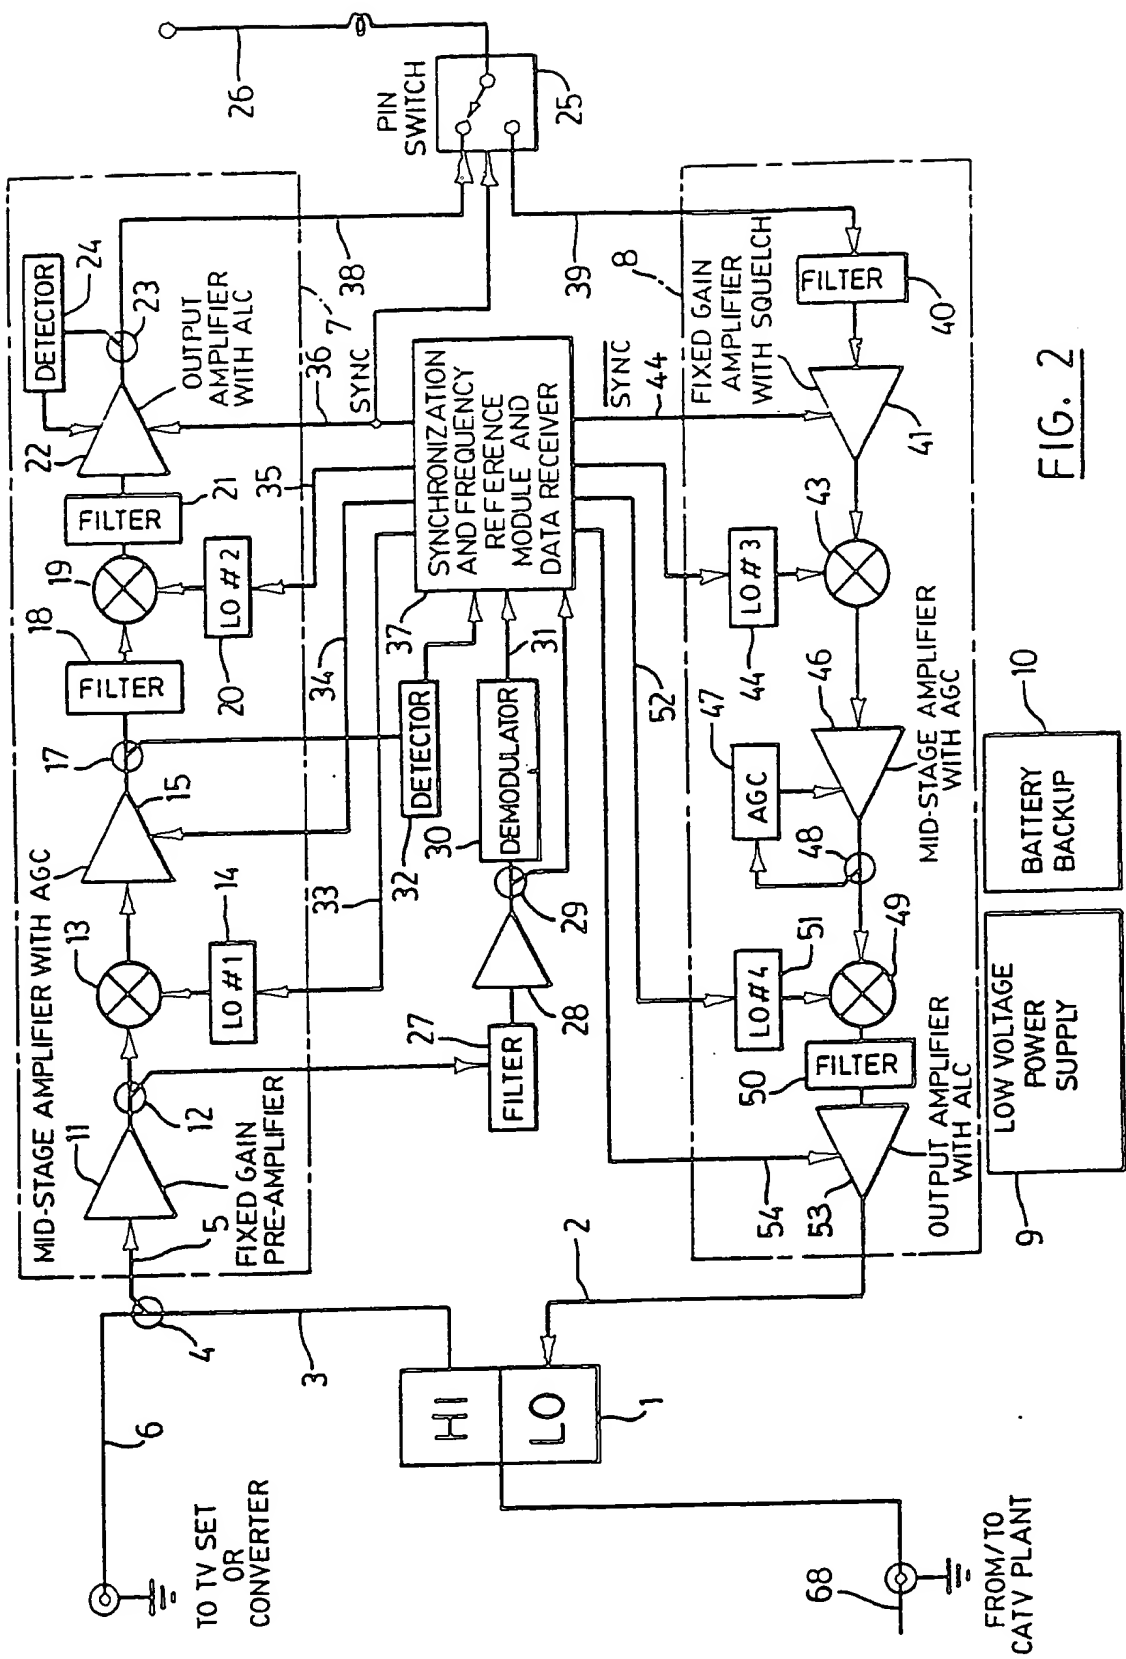 MID-STAGE AMPLIFIER WITH AGC
11
12
13
14
LO #1
15
17
18
FILTER
19
20
LO #2
21
FILTER
22
DETECTOR
24
23
OUTPUT
AMPLIFIER
WITH ALC
7
5
FIXED GAIN
PRE-AMPLIFIER
4
3
6
TO TV SET
OR
CONVERTER
33
34
35
36
SYNC
38
26
PIN
SWITCH
25
39
27
FILTER
28
29
30
DEMODULATOR
31
32
DETECTOR
37
SYNCHRONIZATION
AND FREQUENCY
REFERENCE
MODULE AND
DATA RECEIVER
SYNC
44
52
54
HI
LO
1
2
68
FROM/TO
CATV PLANT
8
FIXED GAIN
AMPLIFIER
WITH SQUELCH
FILTER
40
41
43
LO #3
44
46
MID-STAGE AMPLIFIER
WITH AGC
47
AGC
48
49
LO #4
51
50
FILTER
53
OUTPUT AMPLIFIER
WITH ALC
9
LOW VOLTAGE
POWER
SUPPLY
10
BATTERY
BACKUP
FIG. 2